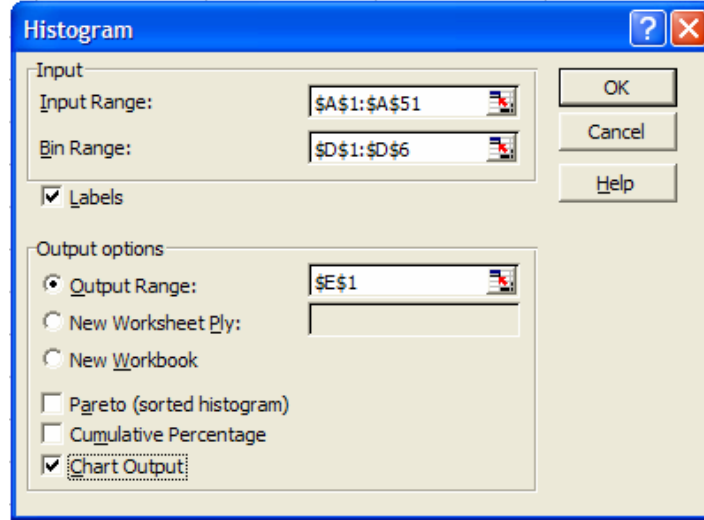 Histogram
?
Input
Input Range: $A$1:$A$51
Bin Range: $D$1:$D$6
Labels
OK
Cancel
Help
Output options
Output Range: $E$1
New Worksheet Ply:
New Workbook
Pareto (sorted histogram)
Cumulative Percentage
Chart Output